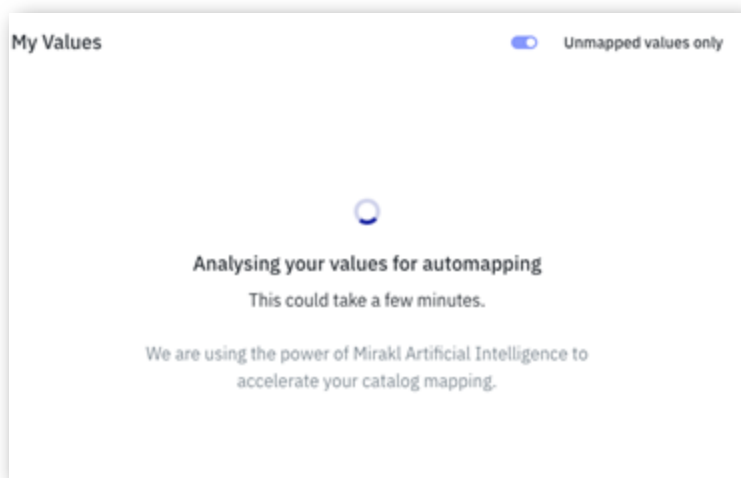 My Values
Unmapped values only
Analysing your values for automapping
This could take a few minutes.
We are using the power of Mirakl Artificial Intelligence to
accelerate your catalog mapping.